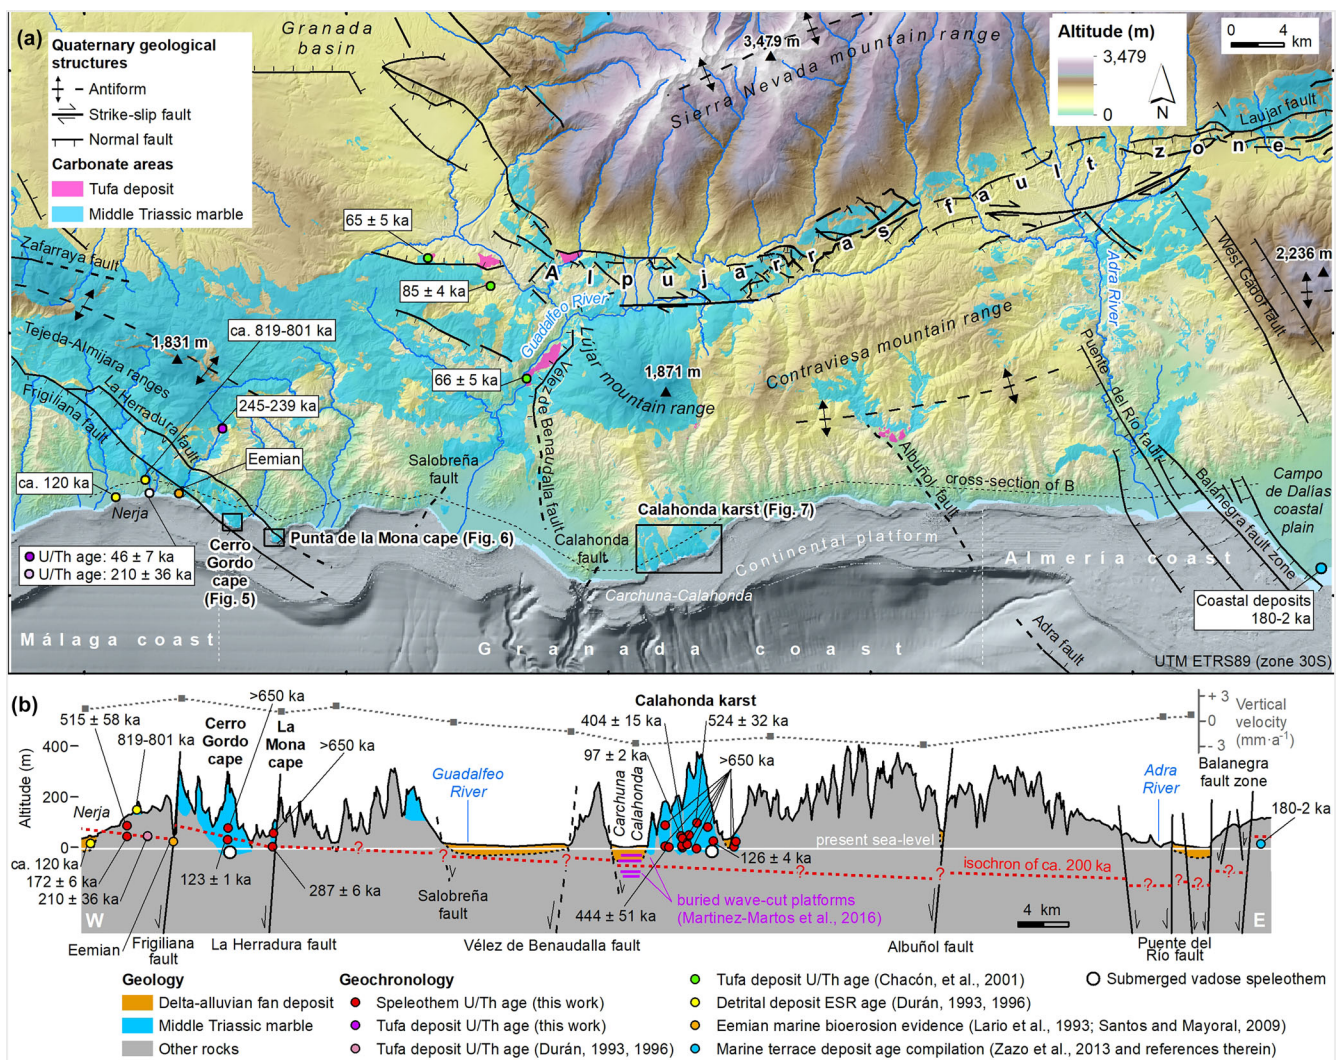 (a)
Quaternary geological
structures
Antiform
Strike-slip fault
Normal fault
Carbonate areas
Tufa deposit
Middle Triassic marble
Granada
basin
3,479 m
Sierra Nevada mountain range
Altitude (m)
3,479
0
N
0 4
km
Laujar fault
Alpujarras fault zone
65 ± 5 ka
85 ± 4 ka
66 ± 5 ka
Zafarraya fault
ca. 819-801 ka
1,831 m
Tejeda-Almijara ranges
La Herradura fault
Frigiliana fault
245-239 ka
Eemian
ca. 120 ka
Nerja
Guadalfeo River
Lújar mountain range
1,871 m
Vélez de Benaudalla fault
Salobreña
fault
Contraviesa mountain range
Adra River
West Gádor fault
2,236 m
Puente del Río fault
Albuñol fault
cross-section of B
Balanegra fault zone
Campo
de Dalías
coastal
plain
U/Th age: 46 ± 7 ka
U/Th age: 210 ± 36 ka
Cerro
Gordo
cape
(Fig. 5)
Punta de la Mona cape (Fig. 6)
Calahonda
fault
Calahonda karst (Fig. 7)
Continental platform
Carchuna-Calahonda
Coastal deposits
180-2 ka
Adra fault
Málaga coast
Granada coast
Almería coast
UTM ETRS89 (zone 30S)
(b)
515 ± 58 ka
819-801 ka
>650 ka
Cerro
Gordo
cape
La
Mona
cape
>650 ka
Calahonda karst
404 ± 15 ka
524 ± 32 ka
97 ± 2 ka
>650 ka
+ 3
0
- 3
Vertical
velocity
(mm·a-1)
Altitude (m)
400
200
0
Nerja
Guadalfeo
River
Carchuna
Calahonda
Adra
River
Balanegra
fault zone
180-2 ka
present sea-level
isochron of ca. 200 ka
? ? ? ? ? ? ? ? ?
ca. 120 ka
172 ± 6 ka
210 ± 36 ka
123 ± 1 ka
287 ± 6 ka
444 ± 51 ka
126 ± 4 ka
buried wave-cut platforms
(Martinez-Martos et al., 2016)
Salobreña
fault
4 km
W
E
Eemian
Frigiliana
fault
La Herradura fault
Vélez de Benaudalla fault
Albuñol fault
Puente del
Río fault
Geology
Delta-alluvian fan deposit
Middle Triassic marble
Other rocks
Geochronology
Speleothem U/Th age (this work)
Tufa deposit U/Th age (this work)
Tufa deposit U/Th age (Durán, 1993, 1996)
Tufa deposit U/Th age (Chacón, et al., 2001)
Detrital deposit ESR age (Durán, 1993, 1996)
Eemian marine bioerosion evidence (Lario et al., 1993; Santos and Mayoral, 2009)
Marine terrace deposit age compilation (Zazo et al., 2013 and references therein)
Submerged vadose speleothem